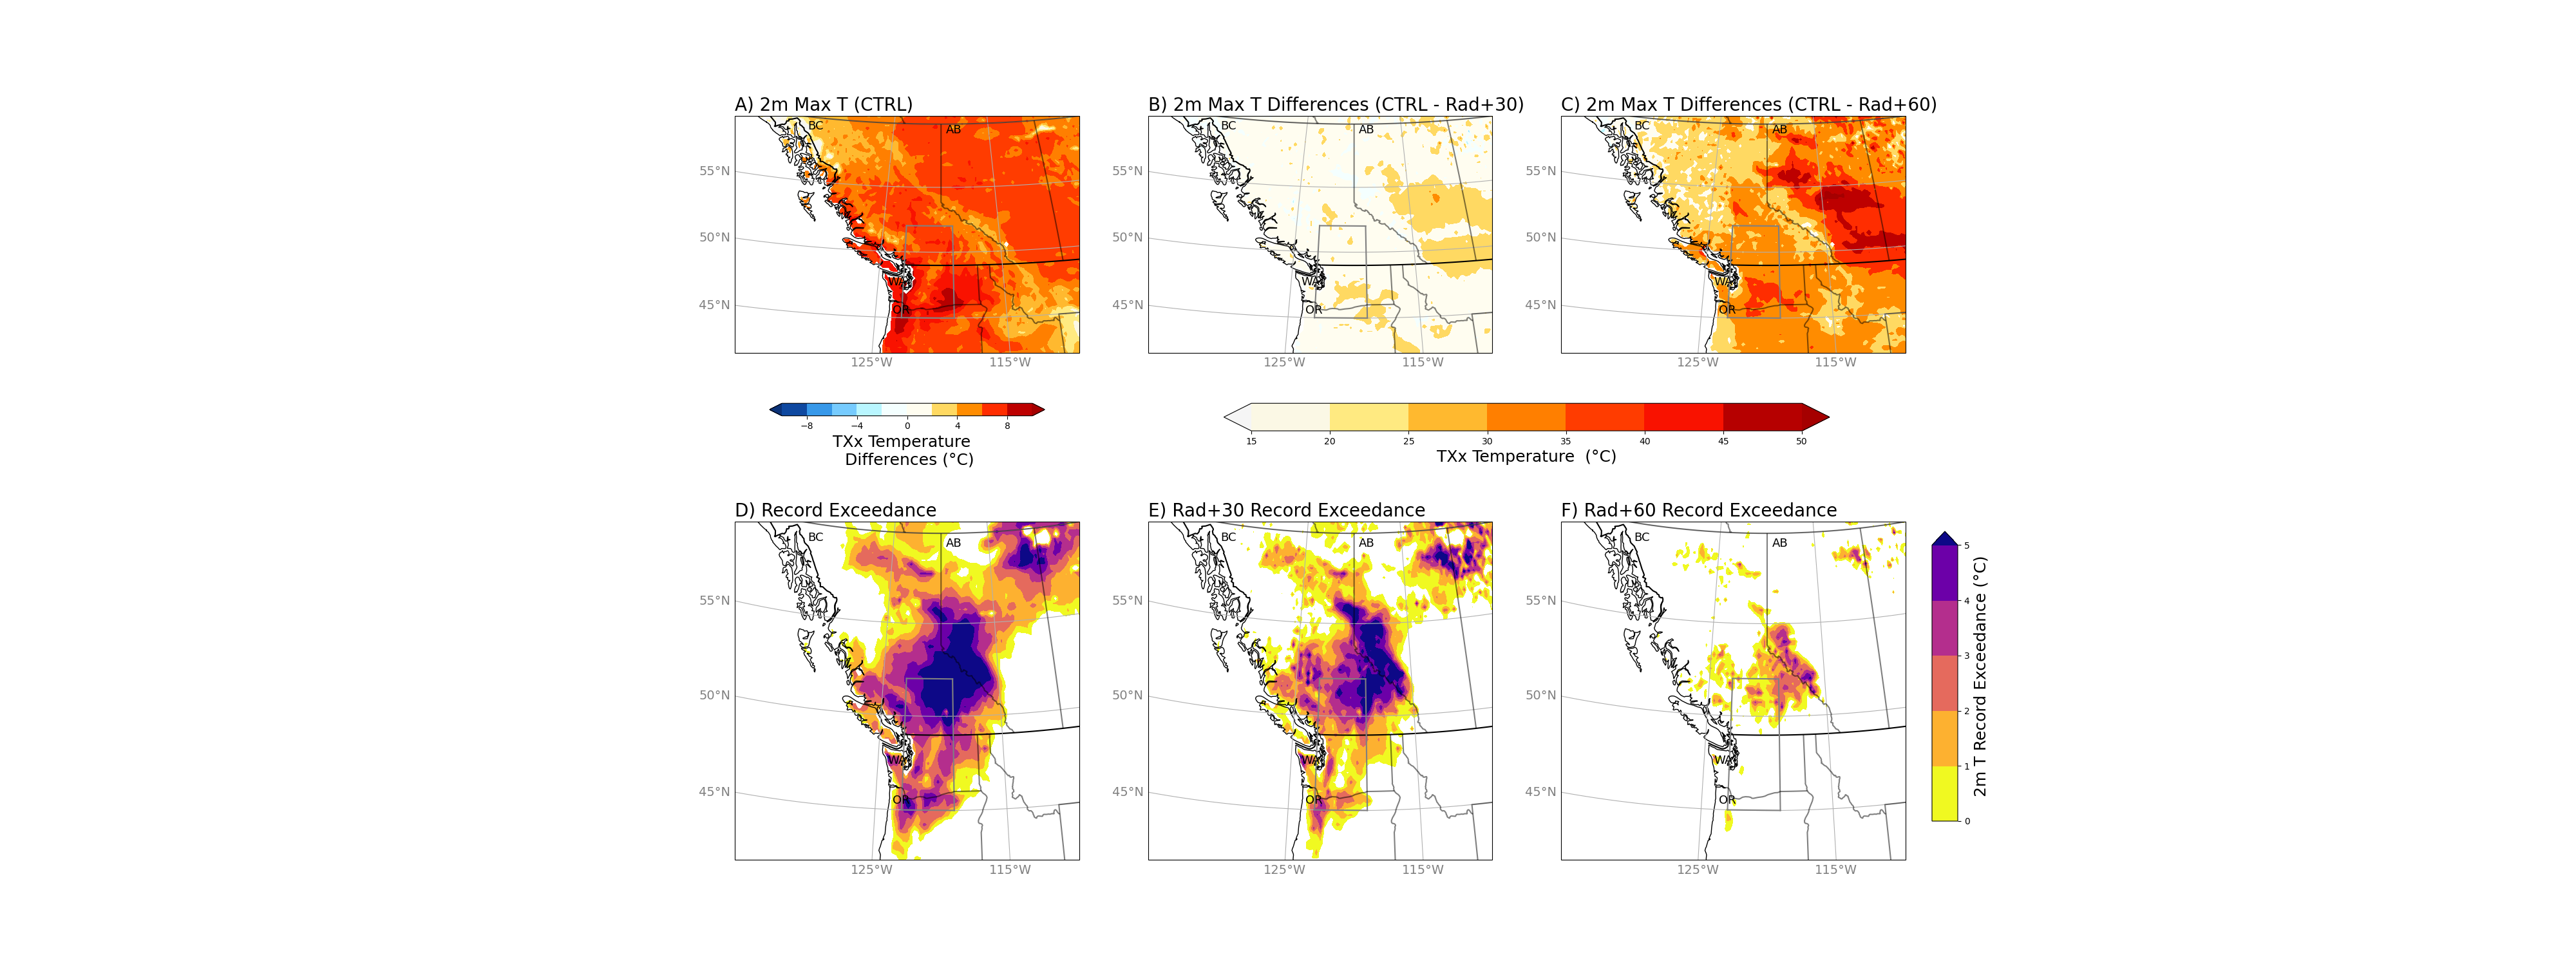 A) 2m Max T (CTRL)
B) 2m Max T Differences (CTRL - Rad+30)
C) 2m Max T Differences (CTRL - Rad+60)
BC
AB
BC
AB
BC
AB
55°N
55°N
55°N
50°N
50°N
50°N
WA
WA
WA
45°N
OR
45°N
OR
45°N
OR
125°W
115°W
125°W
115°W
125°W
115°W
−8
−4
0
4
8
TXx Temperature
Differences (°C)
15
20
25
30
35
40
45
50
TXx Temperature (°C)
D) Record Exceedance
E) Rad+30 Record Exceedance
F) Rad+60 Record Exceedance
BC
AB
BC
AB
BC
AB
55°N
55°N
55°N
50°N
50°N
50°N
WA
WA
WA
45°N
OR
45°N
OR
45°N
OR
125°W
115°W
125°W
115°W
125°W
115°W
5
4
3
2
1
0
2m T Record Exceedance (°C)